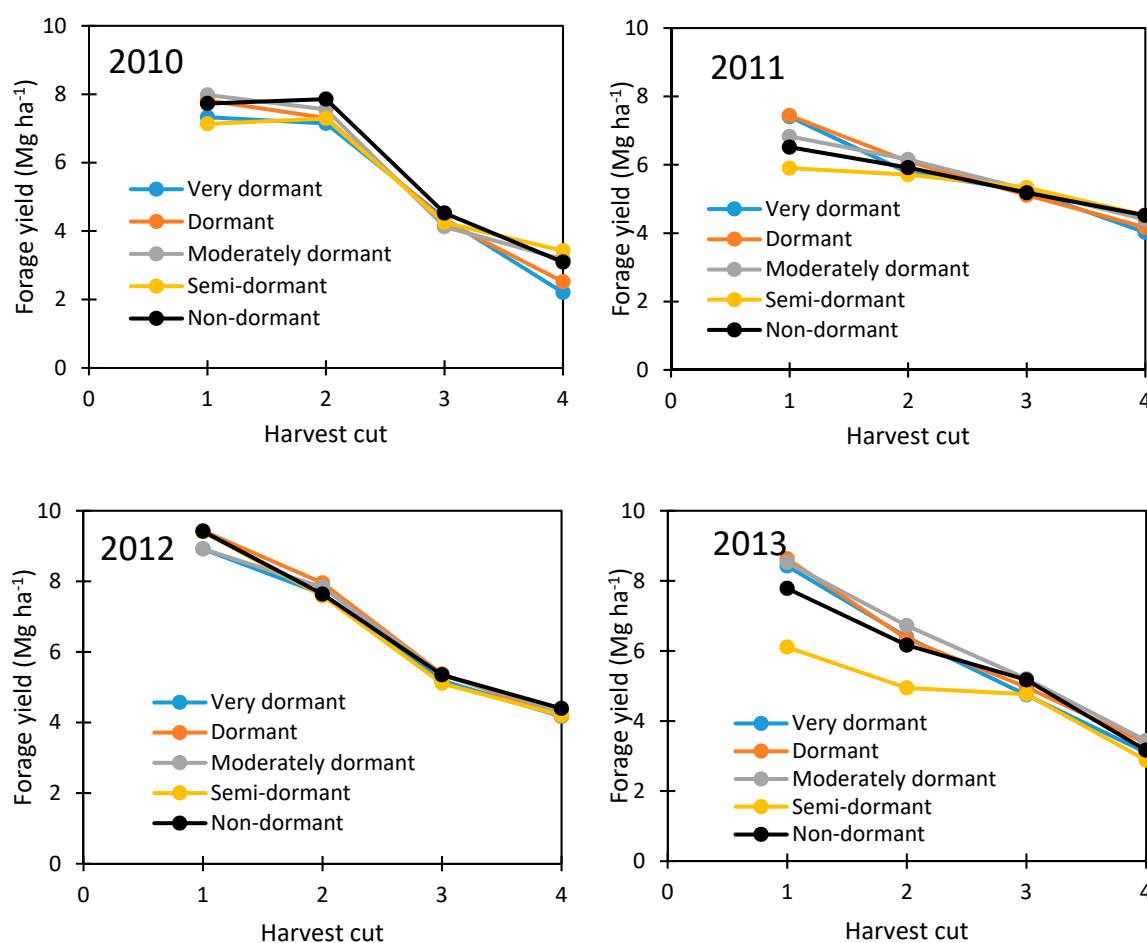 2010
Forage yield (Mg ha⁻¹)
10
8
6
4
2
0
Very dormant
Dormant
Moderately dormant
Semi-dormant
Non-dormant
0 1 2 3 4
Harvest cut
2011
Forage yield (Mg ha⁻¹)
10
8
6
4
2
0
Very dormant
Dormant
Moderately dormant
Semi-dormant
Non-dormant
0 1 2 3 4
Harvest cut
2012
Forage yield (Mg ha⁻¹)
10
8
6
4
2
0
Very dormant
Dormant
Moderately dormant
Semi-dormant
Non-dormant
0 1 2 3 4
Harvest cut
2013
Forage yield (Mg ha⁻¹)
10
8
6
4
2
0
Very dormant
Dormant
Moderately dormant
Semi-dormant
Non-dormant
0 1 2 3 4
Harvest cut